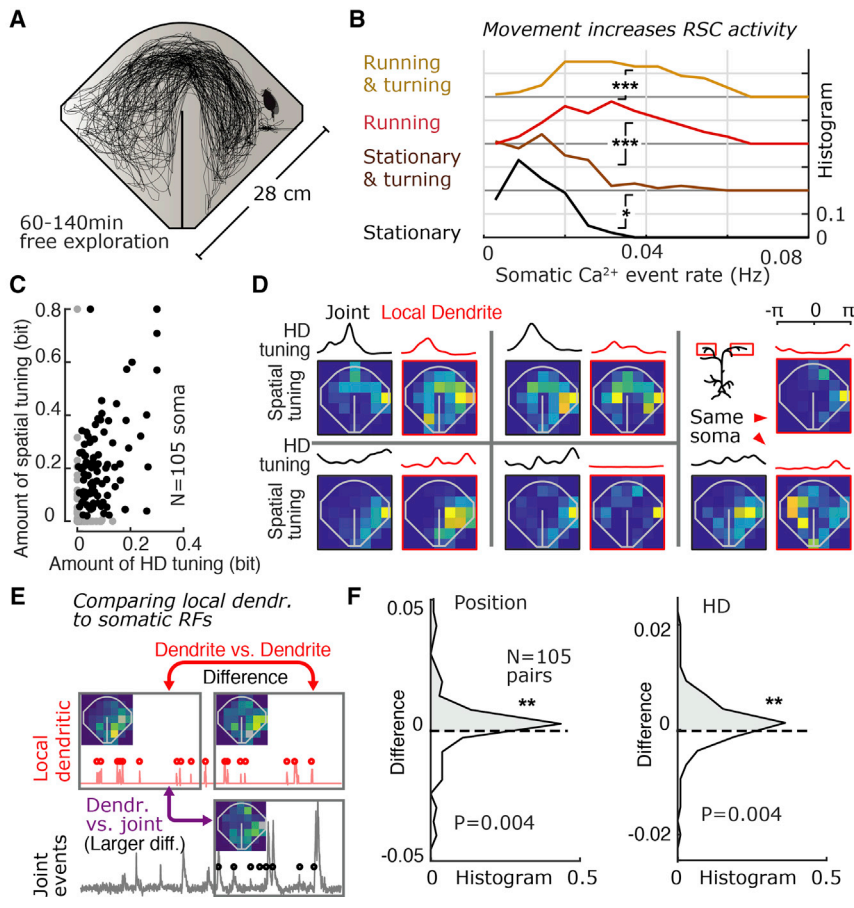 A
28 cm
60-140min
free exploration
B
Movement increases RSC activity
Running
& turning
Running
Stationary
& turning
Stationary
***
***
*
Histogram
0.1
0
0
0.04
0.08
Somatic Ca²⁺ event rate (Hz)
C
Amount of spatial tuning (bit)
0.8
0.6
0.4
0.2
0
N=105 soma
0
0.2
0.4
Amount of HD tuning (bit)
D
Joint Local Dendrite
HD
tuning
Spatial
tuning
HD
tuning
Spatial
tuning
-π 0 π
Same
soma
E
Comparing local dendr.
to somatic RFs
Dendrite vs. Dendrite
Difference
Local
dendritic
Dendr.
vs. joint
(Larger diff.)
Joint
events
F
0.05
Position
N=105
pairs
**
Difference
0
P=0.004
-0.05
0
Histogram
0.5
HD
0.02
**
Difference
0
P=0.004
-0.02
0
Histogram
0.5